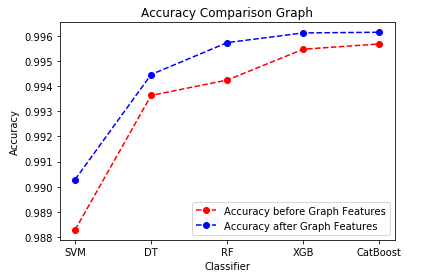 Accuracy Comparison Graph
0.996
0.995
0.994
0.993
0.992
0.991
0.990
0.989
0.988
Accuracy
SVM DT RF XGB CatBoost
Classifier
Accuracy before Graph Features
Accuracy after Graph Features